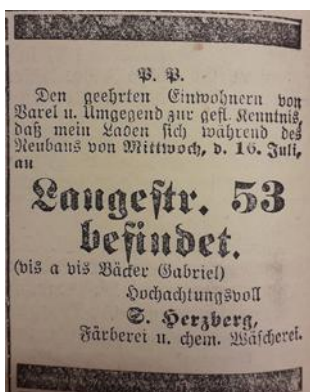 P. P.
Den geehrten Einwohnern von
Varel u. Umgegend zur gefl. Kenntnis,
daß mein Laden sich während des
Neubaus von Mittwoch, d. 16. Juli,
an
Langestr. 53
befindet.
(vis a vis Bäcker Gabriel)
Hochachtungsvoll
S. Herzberg,
Färberei u. chem. Wäscherei.